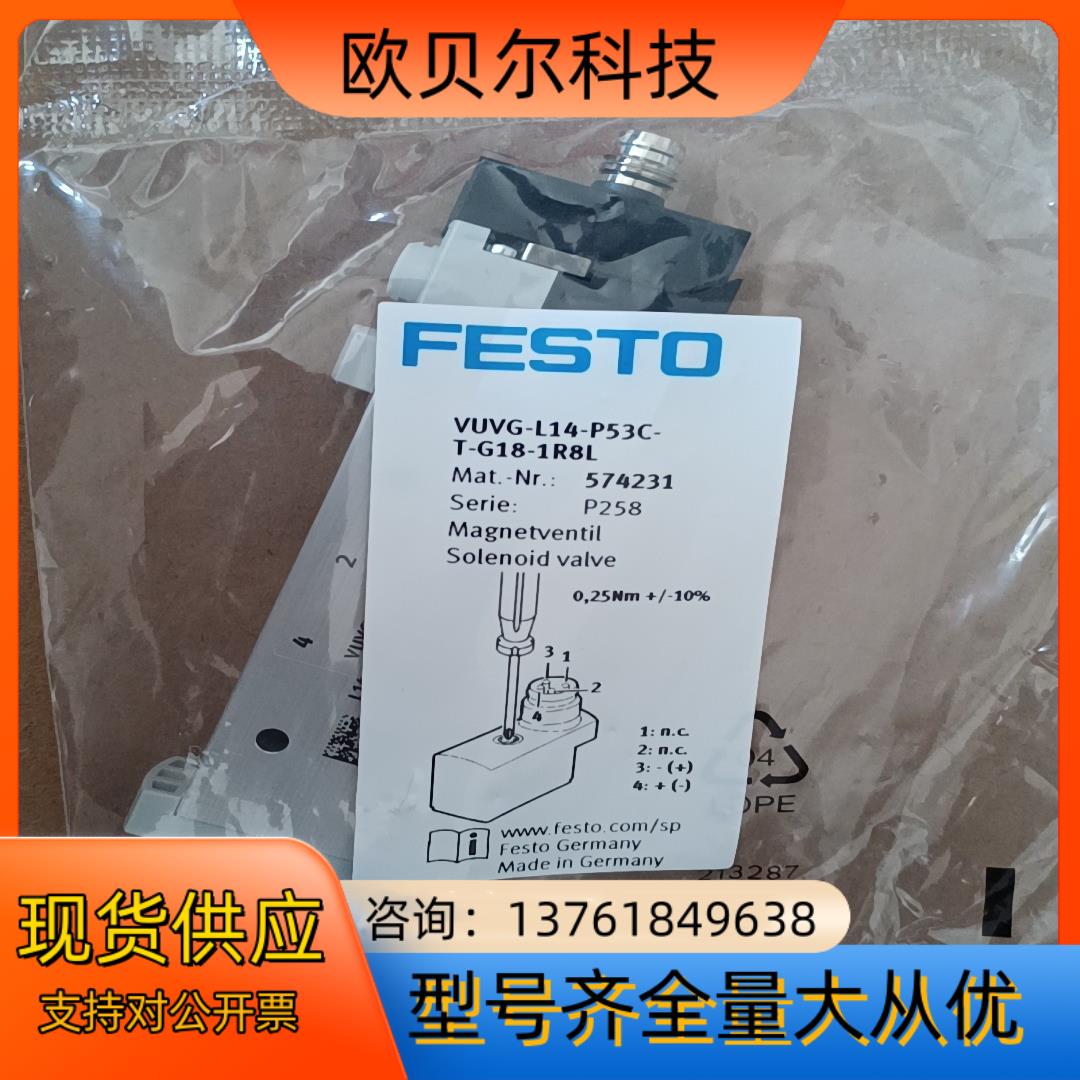 欧贝尔科技
FESTO
VUVG-L14-P53C-
T-G18-1R8L
Mat.-Nr.: 574231
Serie: P258
Magnetventil
Solenoid valve
0,25Nm +/-10%
3 1
2
4
1: n.c.
2: n.c.
3: - (+)
4: + (-)
i
www.festo.com/sp
Festo Germany
Made in Germany
2
4
213287
现货供应
支持对公开票
咨询：13761849638
型号齐全量大从优